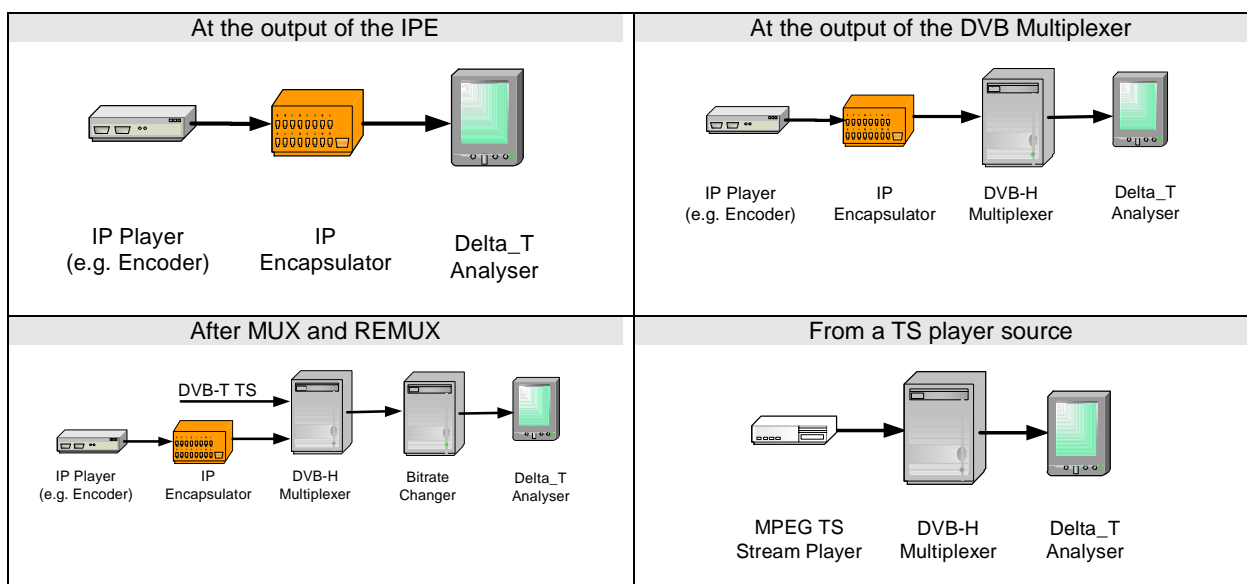 At the output of the IPE
IP Player
(e.g. Encoder)
IP
Encapsulator
Delta_T
Analyser
At the output of the DVB Multiplexer
IP Player
(e.g. Encoder)
IP
Encapsulator
DVB-H
Multiplexer
Delta_T
Analyser
After MUX and REMUX
DVB-T TS
IP Player
(e.g. Encoder)
IP
Encapsulator
DVB-H
Multiplexer
Bitrate
Changer
Delta_T
Analyser
From a TS player source
MPEG TS
Stream Player
DVB-H
Multiplexer
Delta_T
Analyser